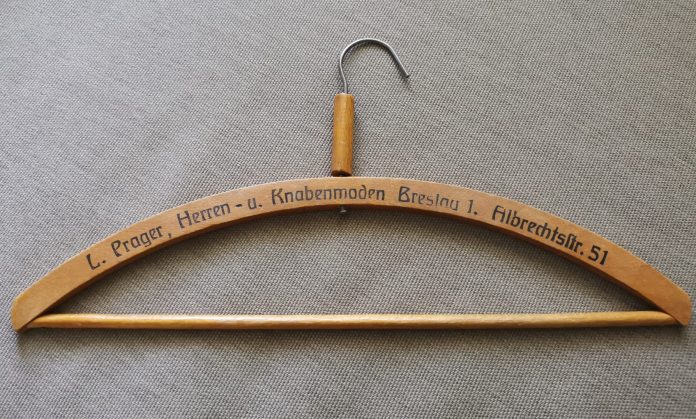 L. Prager, Herren - u. Knabenmoden Breslau 1. Albrechtsstr. 51